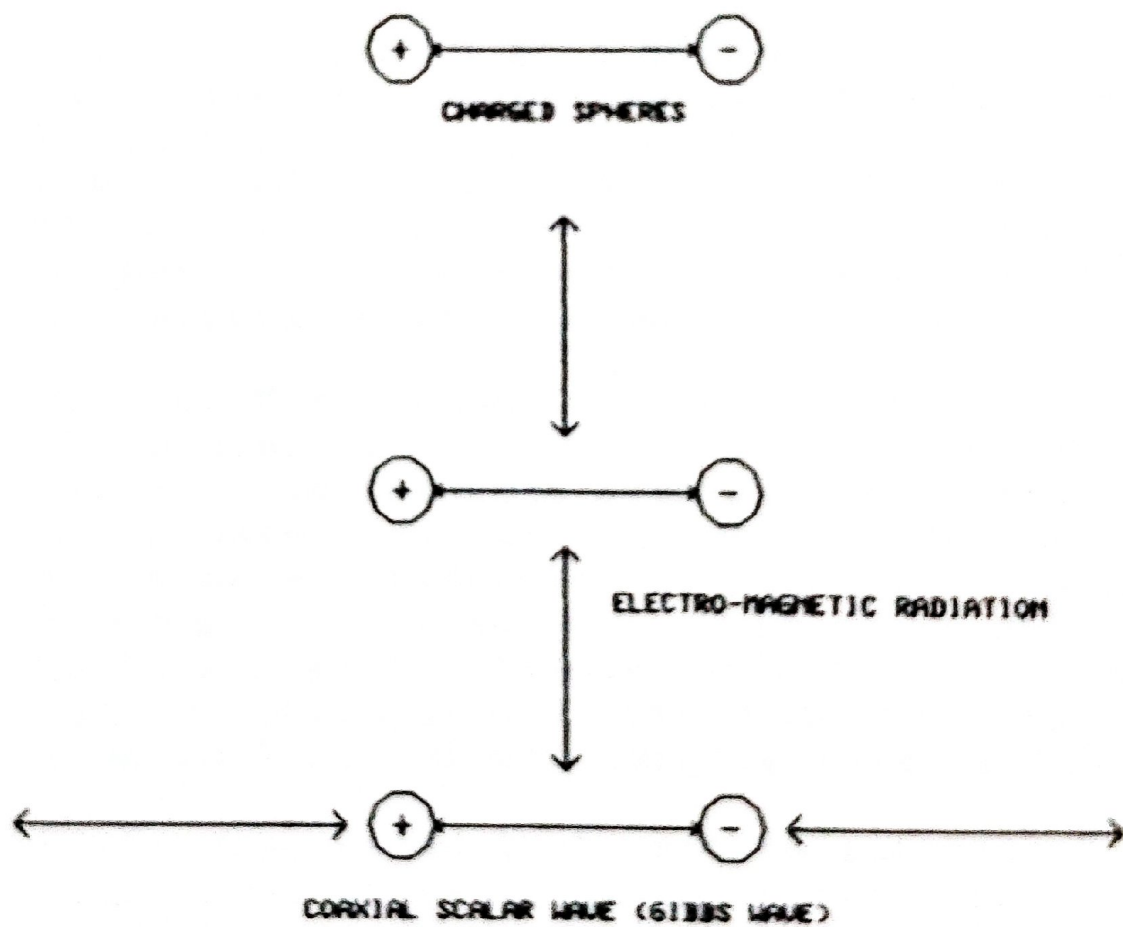 + -
CHARGED SPHERES
+ -
ELECTRO-MAGNETIC RADIATION
+ -
COAXIAL SCALAR WAVE (GIBBS WAVE)